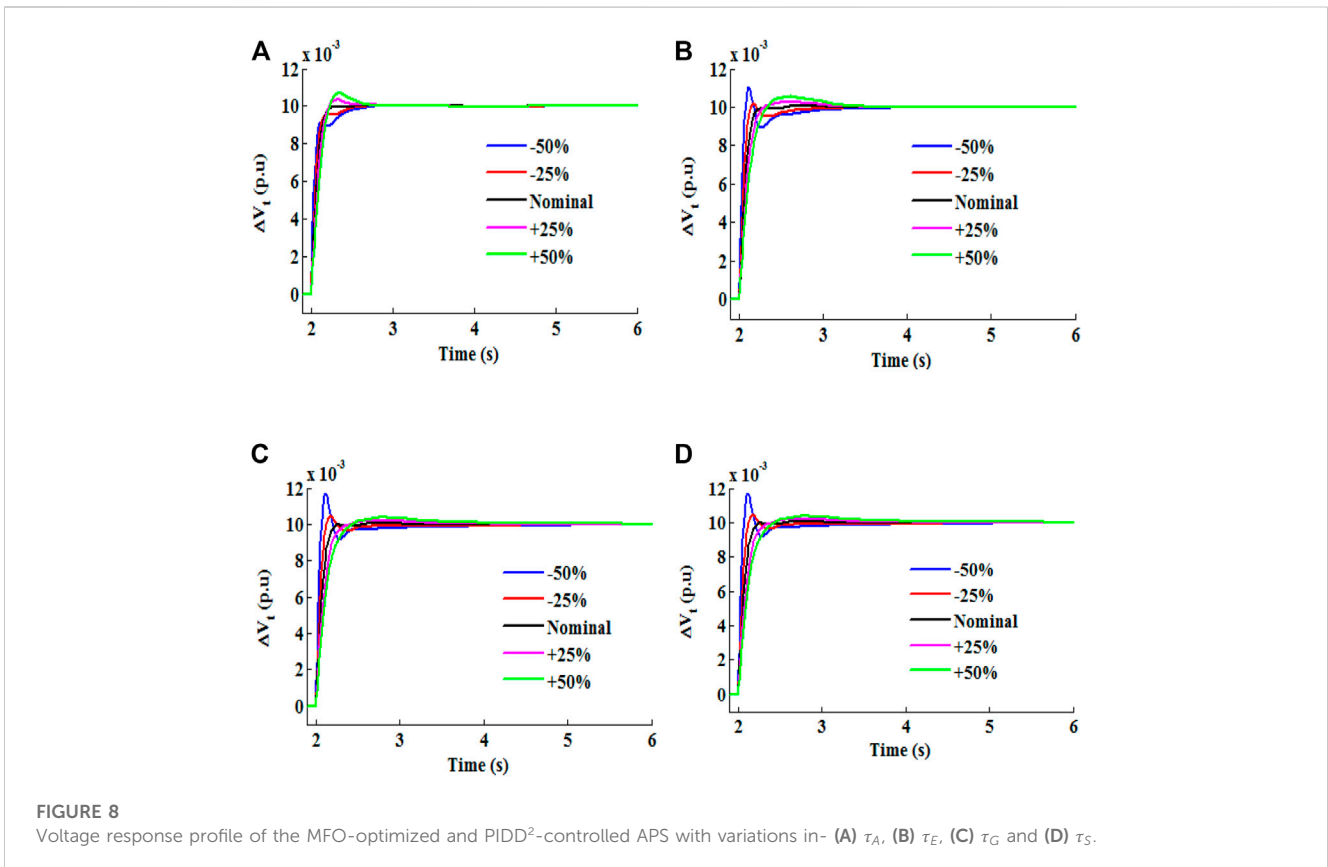 A
x 10⁻³
12
10
8
6
4
2
0
ΔVₜ (p.u)
-50%
-25%
Nominal
+25%
+50%
2 3 4 5 6
Time (s)
B
x 10⁻³
12
10
8
6
4
2
0
ΔVₜ (p.u)
-50%
-25%
Nominal
+25%
+50%
2 3 4 5 6
Time (s)
C
x 10⁻³
12
10
8
6
4
2
0
ΔVₜ (p.u)
-50%
-25%
Nominal
+25%
+50%
2 3 4 5 6
Time (s)
D
x 10⁻³
12
10
8
6
4
2
0
ΔVₜ (p.u)
-50%
-25%
Nominal
+25%
+50%
2 3 4 5 6
Time (s)
FIGURE 8
Voltage response profile of the MFO-optimized and PIDD²-controlled APS with variations in- (A) τ_A, (B) τ_E, (C) τ_G and (D) τ_S.